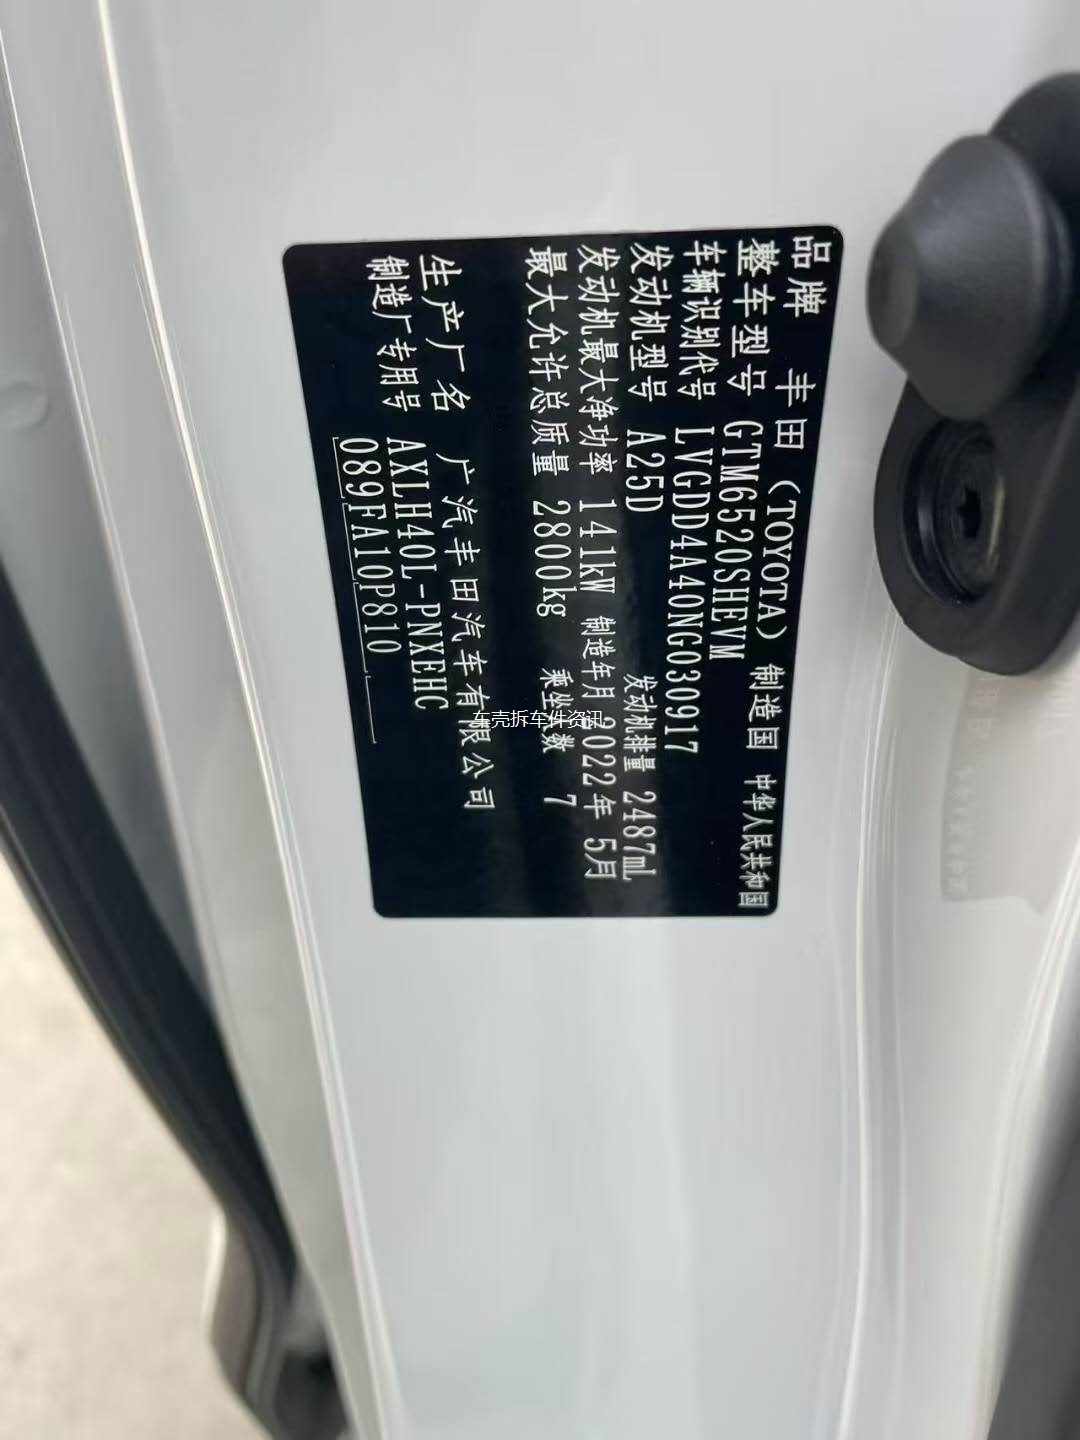 品牌 丰田（TOYOTA） 制造国 中华人民共和国
整车型号 GTM6520SHEVM
车辆识别代号 LVGDD4A40NG030917
发动机型号 A25D 发动机排量 2487mL
发动机最大净功率 141kW 制造年月 2022年 5月
最大允许总质量 2800kg 乘坐人数 7
生产厂名 广汽丰田汽车有限公司
制造厂专用号 AXLH40L-PNXEHC
089FA10P810
车壳拆车件资讯